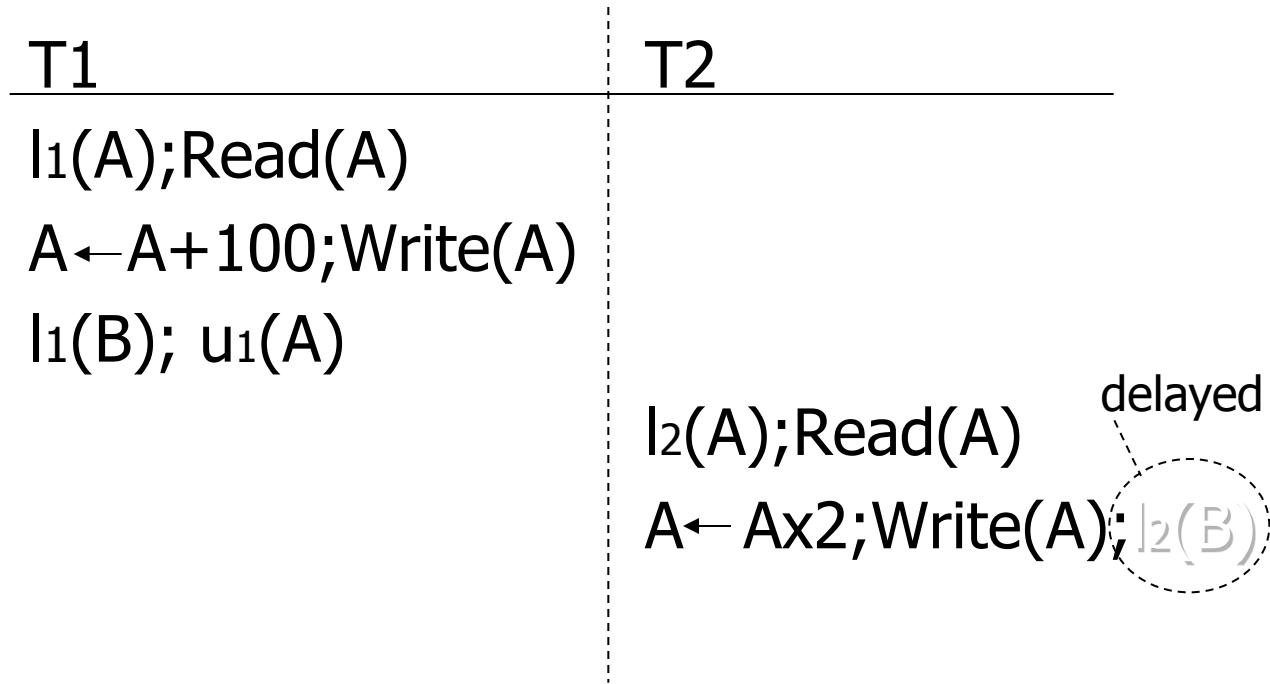 T1 T2
l1(A);Read(A)
A←A+100;Write(A)
l1(B); u1(A)
delayed
l2(A);Read(A)
A← Ax2;Write(A);l2(B)